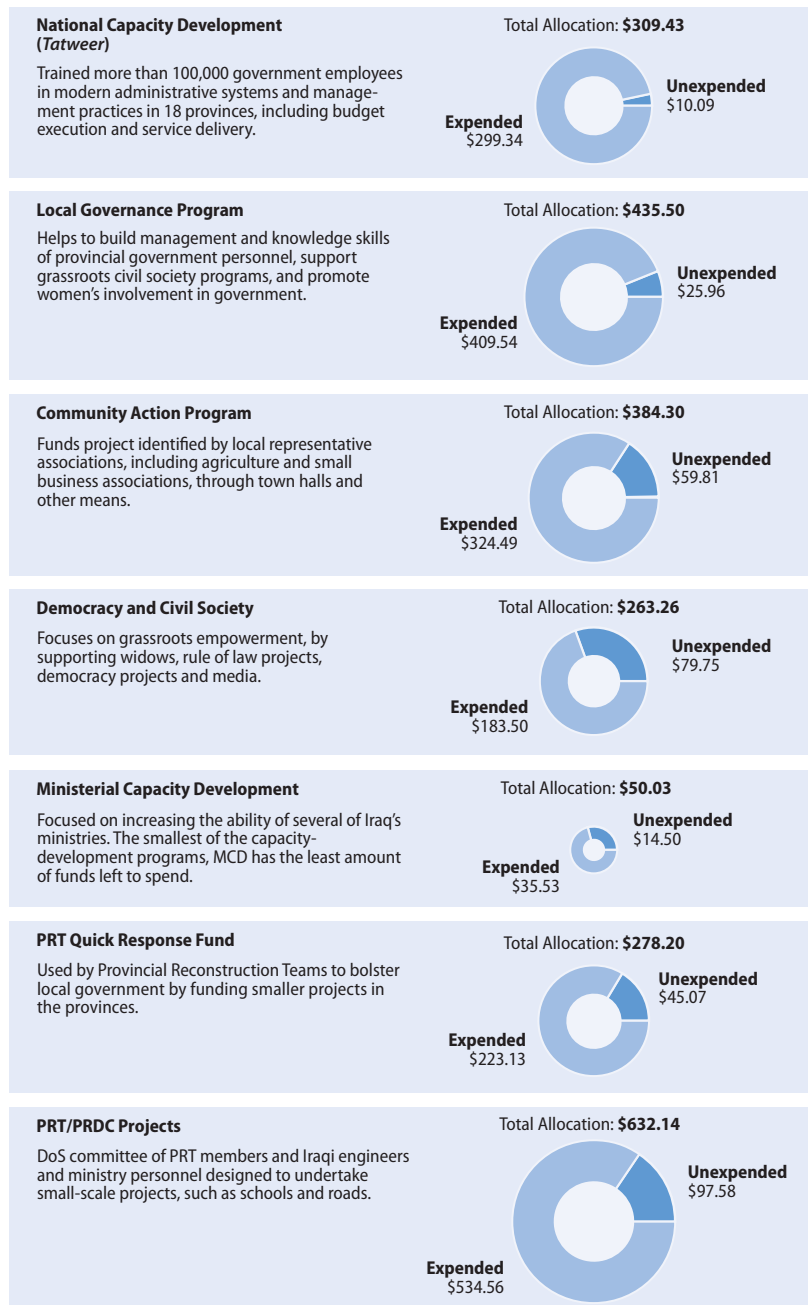 National Capacity Development
(Tatweer)
Trained more than 100,000 government employees
in modern administrative systems and manage-
ment practices in 18 provinces, including budget
execution and service delivery.
Total Allocation: $309.43
Unexpended
$10.09
Expended
$299.34
Local Governance Program
Helps to build management and knowledge skills
of provincial government personnel, support
grassroots civil society programs, and promote
women's involvement in government.
Total Allocation: $435.50
Unexpended
$25.96
Expended
$409.54
Community Action Program
Funds project identified by local representative
associations, including agriculture and small
business associations, through town halls and
other means.
Total Allocation: $384.30
Unexpended
$59.81
Expended
$324.49
Democracy and Civil Society
Focuses on grassroots empowerment, by
supporting widows, rule of law projects,
democracy projects and media.
Total Allocation: $263.26
Unexpended
$79.75
Expended
$183.50
Ministerial Capacity Development
Focused on increasing the ability of several of Iraq's
ministries. The smallest of the capacity-
development programs, MCD has the least amount
of funds left to spend.
Total Allocation: $50.03
Unexpended
$14.50
Expended
$35.53
PRT Quick Response Fund
Used by Provincial Reconstruction Teams to bolster
local government by funding smaller projects in
the provinces.
Total Allocation: $278.20
Unexpended
$45.07
Expended
$223.13
PRT/PRDC Projects
DoS committee of PRT members and Iraqi engineers
and ministry personnel designed to undertake
small-scale projects, such as schools and roads.
Total Allocation: $632.14
Unexpended
$97.58
Expended
$534.56